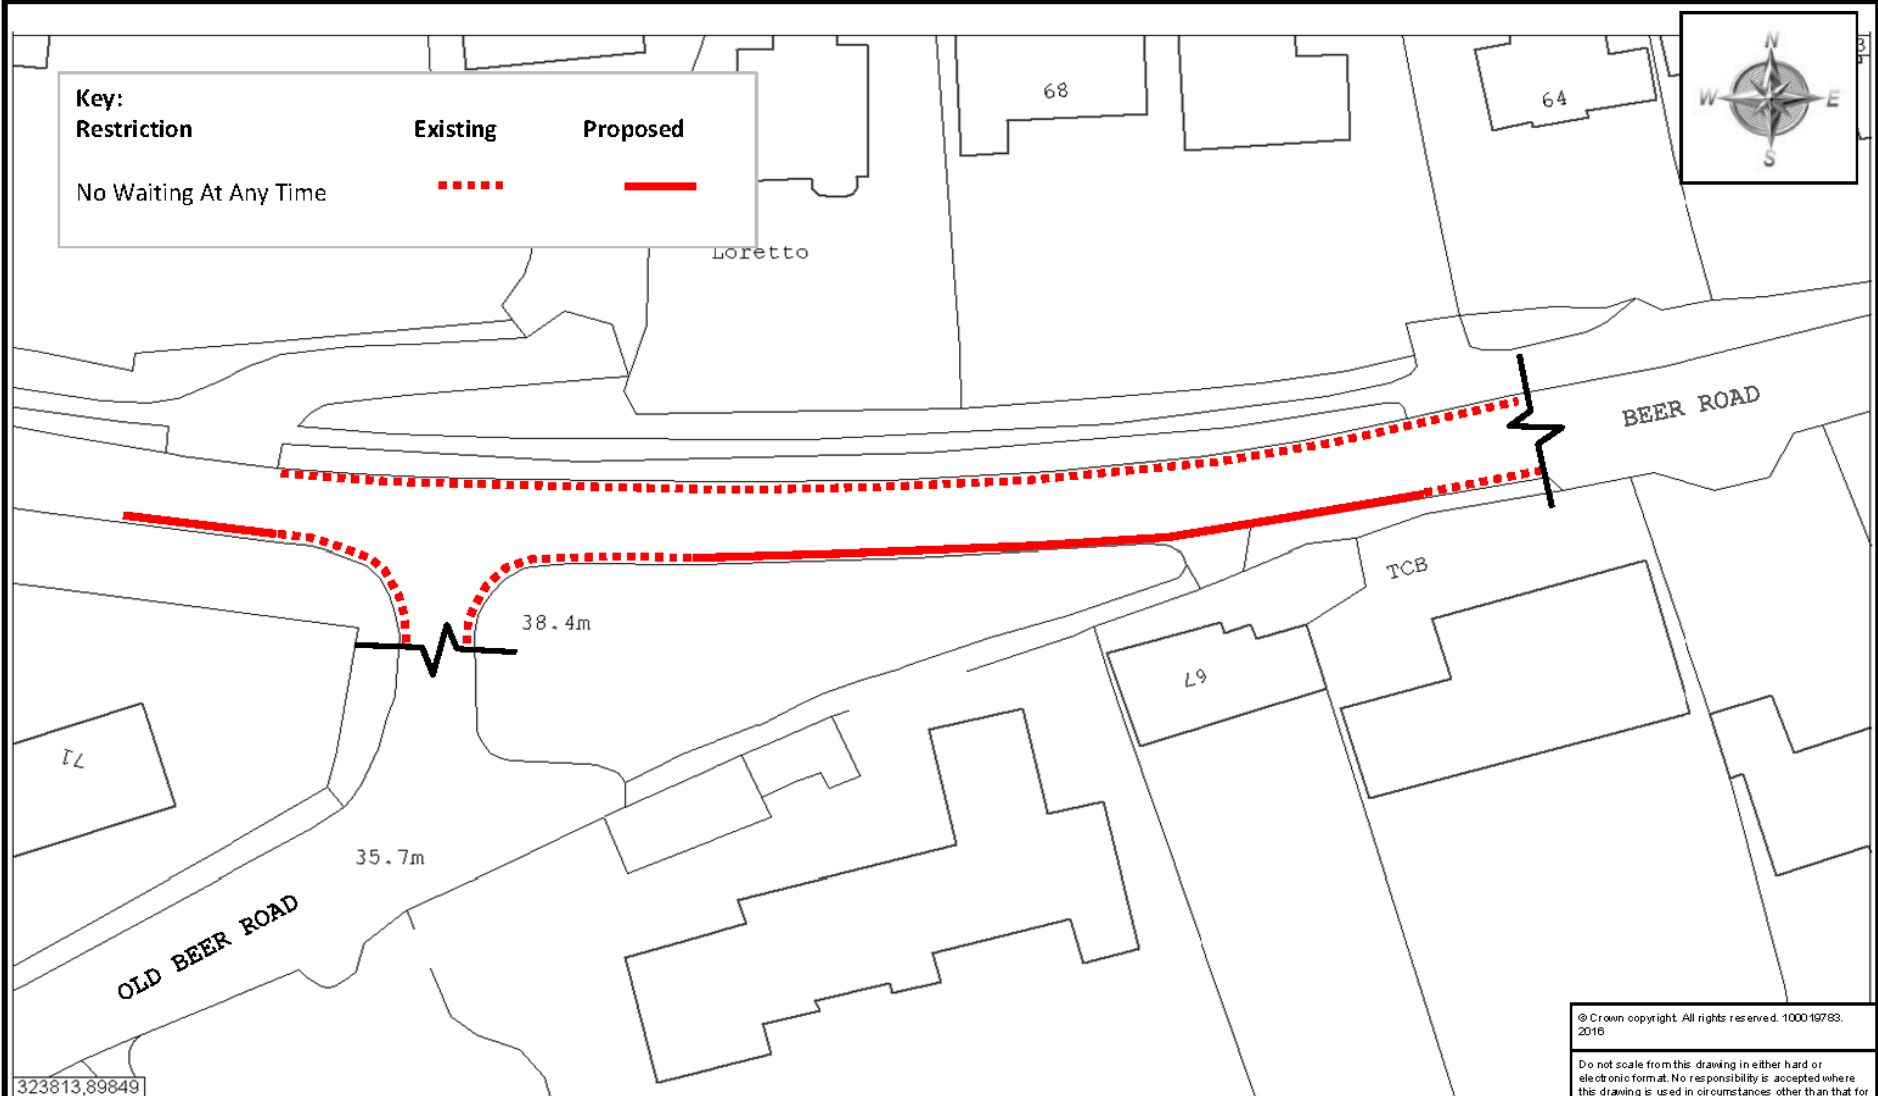 Key:
Restriction Existing Proposed
No Waiting At Any Time
N
W E
S
68
64
3
Loretto
BEER ROAD
TCB
38.4m
67
71
35.7m
OLD BEER ROAD
323813,89849
© Crown copyright. All rights reserved. 100019783.
2016
Do not scale from this drawing in either hard or
electronic format. No responsibility is accepted where
this drawing is used in circumstances other than that for